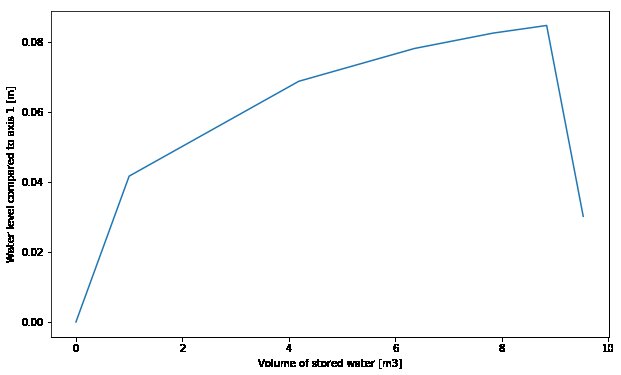 0.08
0.06
0.04
0.02
0.00
Water level compared to axis 1 [m]
0 2 4 6 8 10
Volume of stored water [m3]